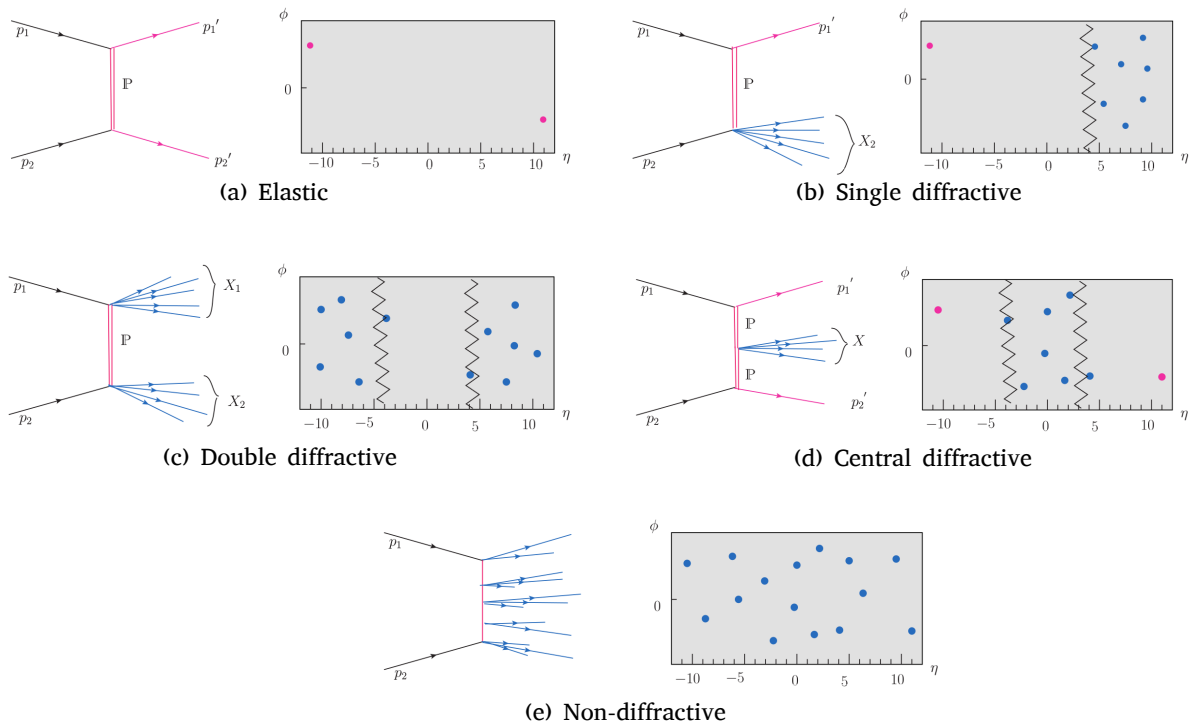 p₁ p₁′ ℙ p₂ p₂′
ϕ 0 −10 −5 0 5 10 η
(a) Elastic
p₁ p₁′ ℙ p₂ X₂
ϕ 0 −10 −5 0 5 10 η
(b) Single diffractive
p₁ X₁ ℙ p₂ X₂
ϕ 0 −10 −5 0 5 10 η
(c) Double diffractive
p₁ p₁′ ℙ X ℙ p₂ p₂′
ϕ 0 −10 −5 0 5 10 η
(d) Central diffractive
p₁ p₂
ϕ 0 −10 −5 0 5 10 η
(e) Non-diffractive